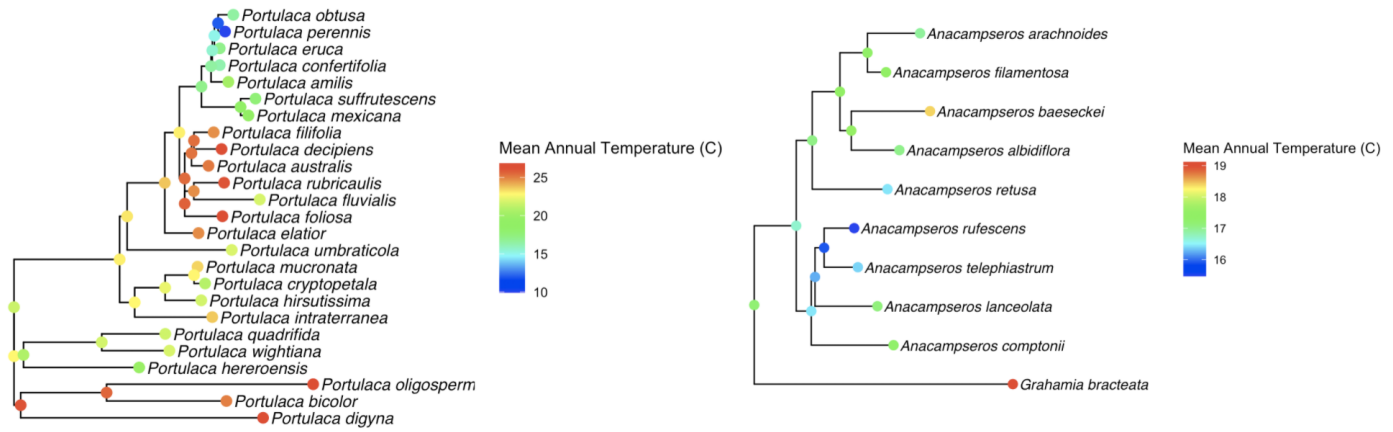 Portulaca obtusa
Portulaca perennis
Portulaca eruca
Portulaca confertifolia
Portulaca amilis
Portulaca suffrutescens
Portulaca mexicana
Portulaca filifolia
Portulaca decipiens
Portulaca australis
Portulaca rubricaulis
Portulaca fluvialis
Portulaca foliosa
Portulaca elatior
Portulaca umbraticola
Portulaca mucronata
Portulaca cryptopetala
Portulaca hirsutissima
Portulaca intraterranea
Portulaca quadrifida
Portulaca wightiana
Portulaca hereroensis
Portulaca oligosperm
Portulaca bicolor
Portulaca digyna
Mean Annual Temperature (C)
25
20
15
10
Anacampseros arachnoides
Anacampseros filamentosa
Anacampseros baeseckei
Anacampseros albidiflora
Anacampseros retusa
Anacampseros rufescens
Anacampseros telephiastrum
Anacampseros lanceolata
Anacampseros comptonii
Grahamia bracteata
Mean Annual Temperature (C)
19
18
17
16